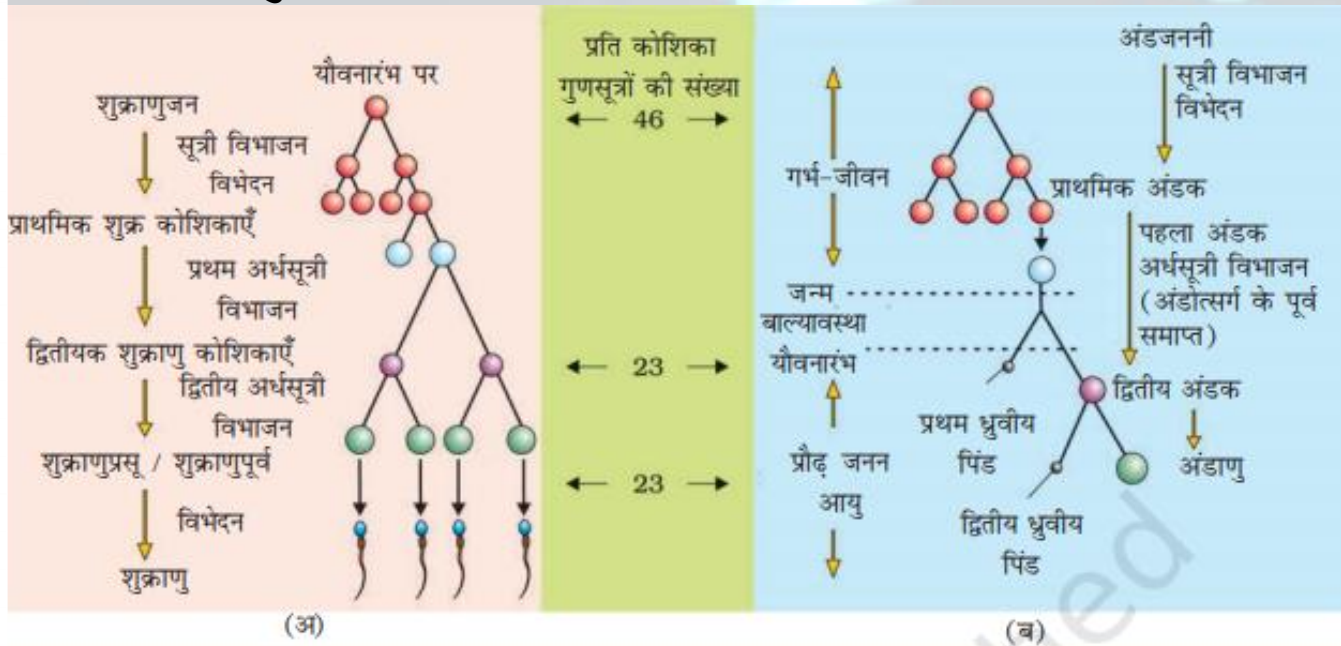 यौवनारंभ पर
शुक्राणुजन
सूत्री विभाजन
विभेदन
प्राथमिक शुक्र कोशिकाएँ
प्रथम अर्धसूत्री
विभाजन
द्वितीयक शुक्राणु कोशिकाएँ
द्वितीय अर्धसूत्री
विभाजन
शुक्राणुप्रसू / शुक्राणुपूर्व
विभेदन
शुक्राणु
(अ)
प्रति कोशिका
गुणसूत्रों की संख्या
46
23
23
अंडजननी
सूत्री विभाजन
विभेदन
गर्भ-जीवन
प्राथमिक अंडक
पहला अंडक
अर्धसूत्री विभाजन
(अंडोत्सर्ग के पूर्व
समाप्त)
जन्म
बाल्यावस्था
यौवनारंभ
द्वितीय अंडक
प्रथम ध्रुवीय
पिंड
प्रौढ़ जनन
आयु
अंडाणु
द्वितीय ध्रुवीय
पिंड
(ब)